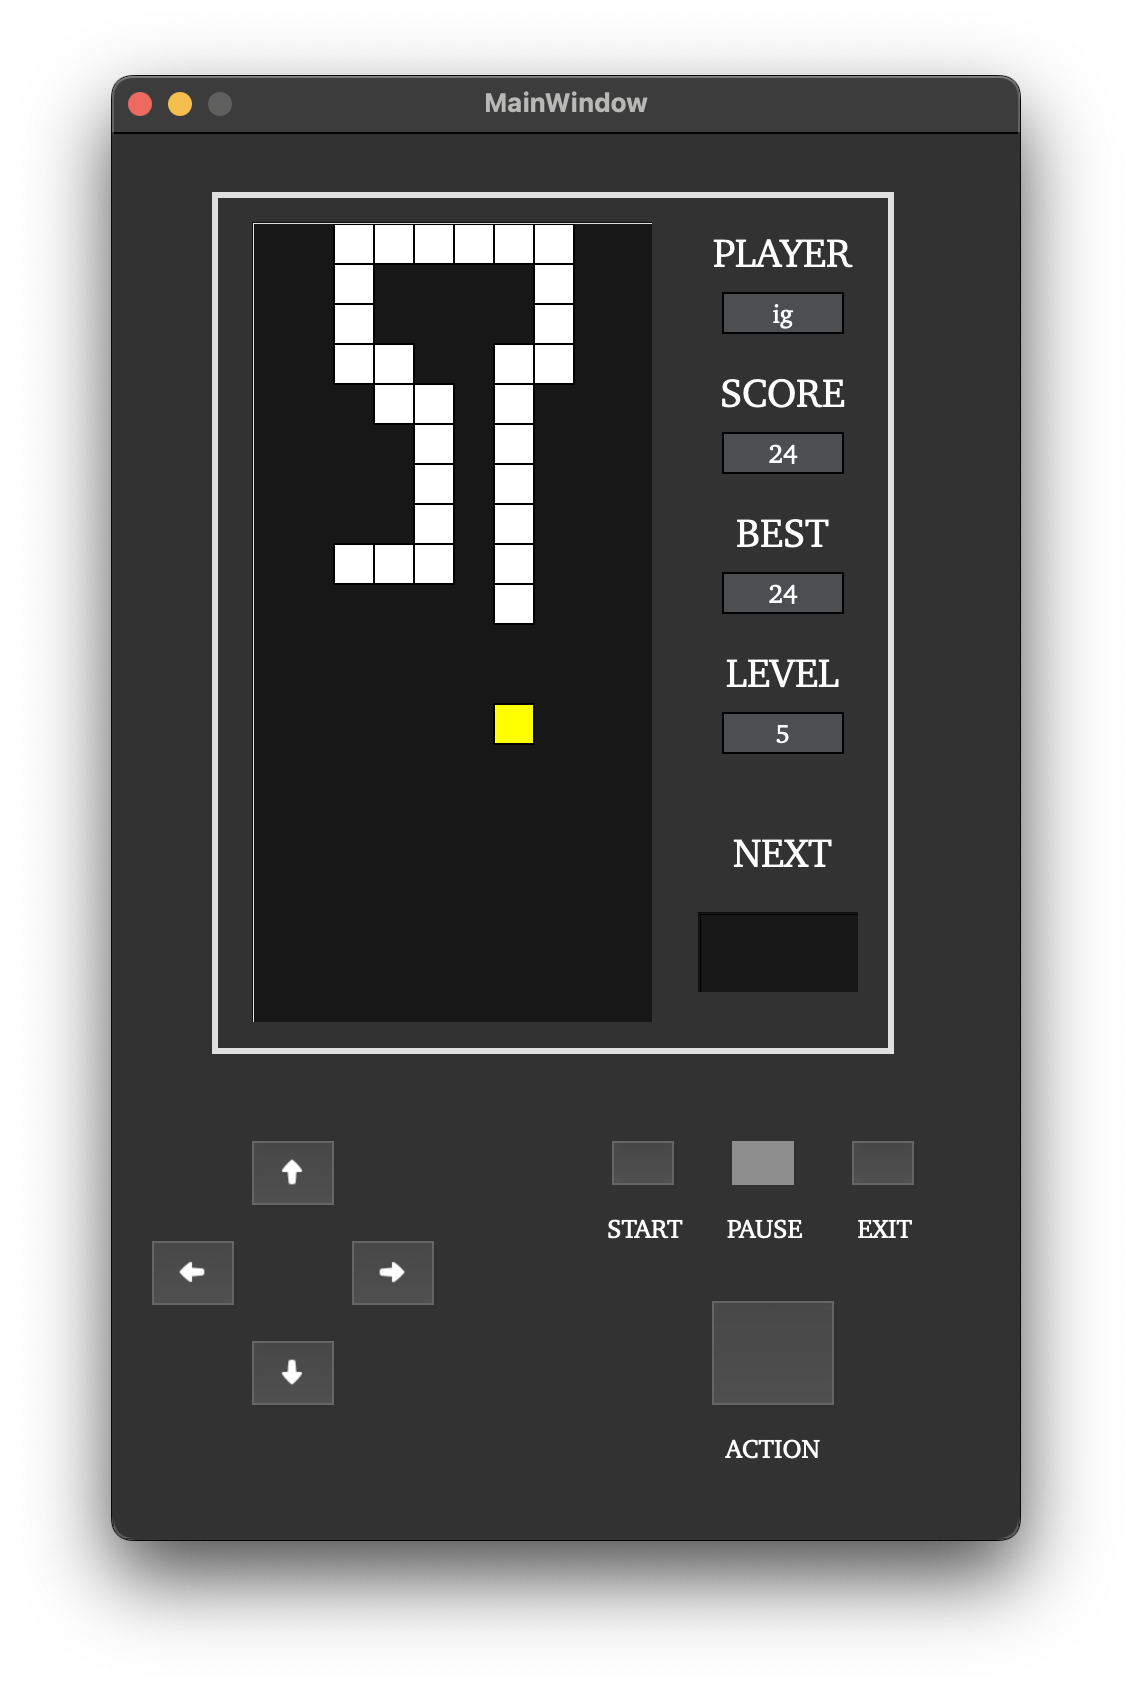 MainWindow
PLAYER
ig
SCORE
24
BEST
24
LEVEL
5
NEXT
START PAUSE EXIT
ACTION